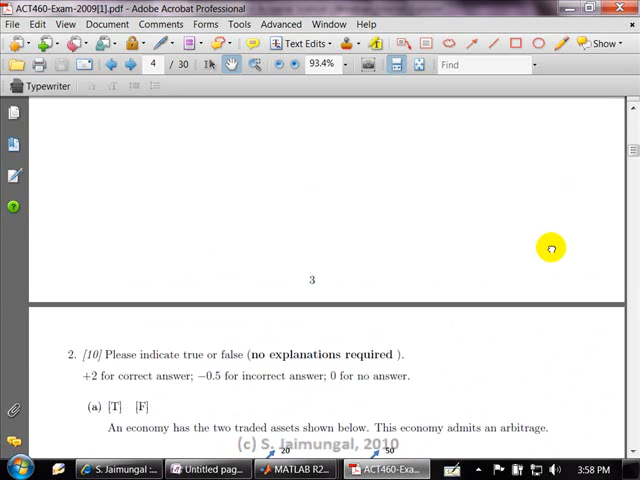 ACT460-Exam-2009[1].pdf - Adobe Acrobat Professional
File Edit View Document Comments Forms Tools Advanced Window Help
Text Edits Show
4 / 30 93.4% Find
Typewriter
3
2. [10] Please indicate true or false (no explanations required ).
+2 for correct answer; −0.5 for incorrect answer; 0 for no answer.
(a) [T] [F]
An economy has the two traded assets shown below. This economy admits an arbitrage.
(c) S. Jaimungal, 2010
20 50
S. Jaimungal : ... Untitled pag... MATLAB R2... ACT460-Exa... 3:58 PM